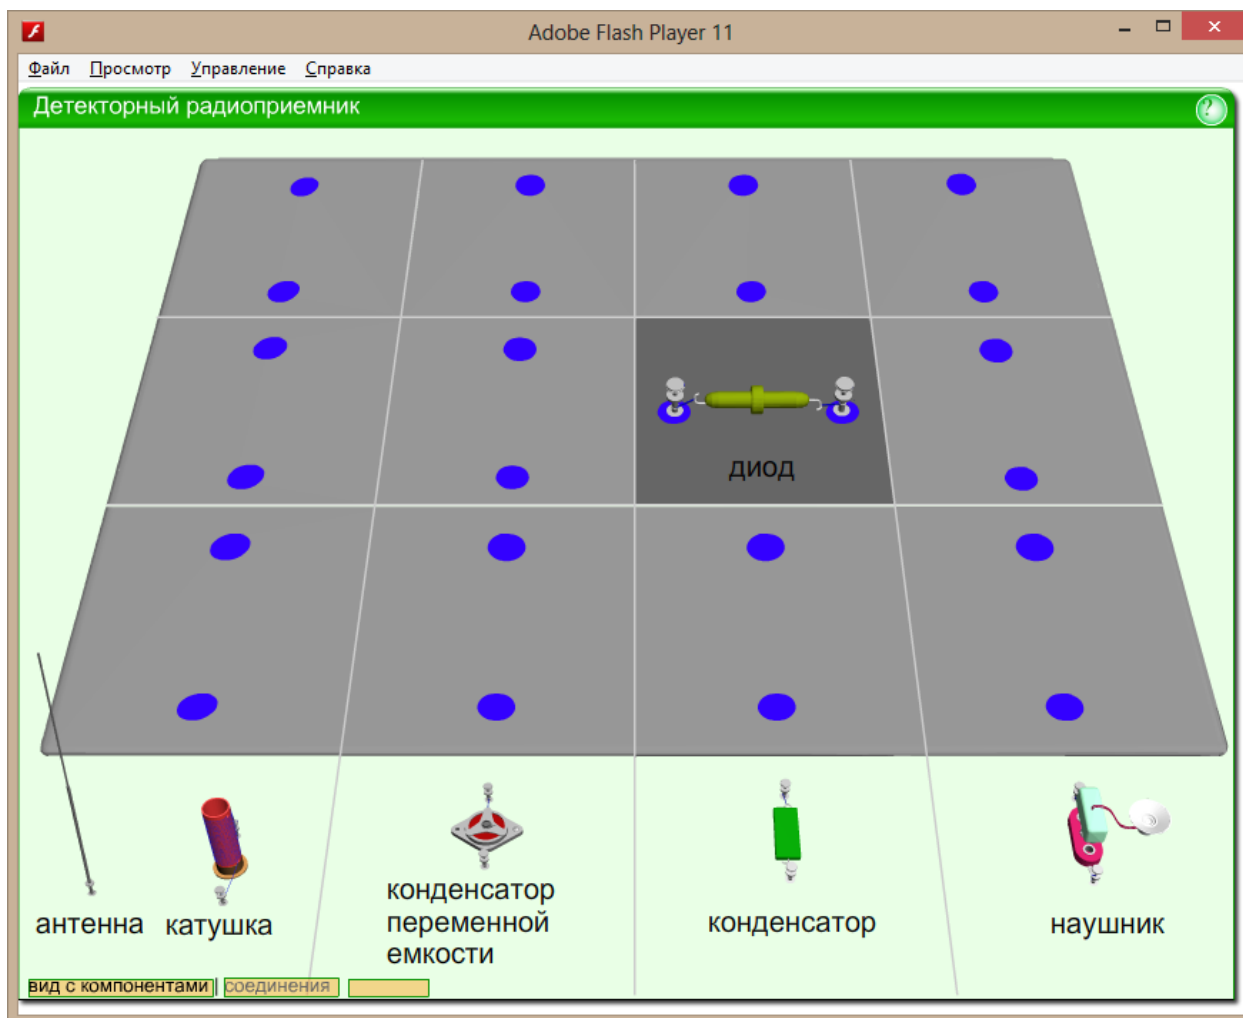 Adobe Flash Player 11
Файл Просмотр Управление Справка
Детекторный радиоприемник
?
диод
антенна
катушка
конденсатор
переменной
емкости
конденсатор
наушник
вид с компонентами | соединения